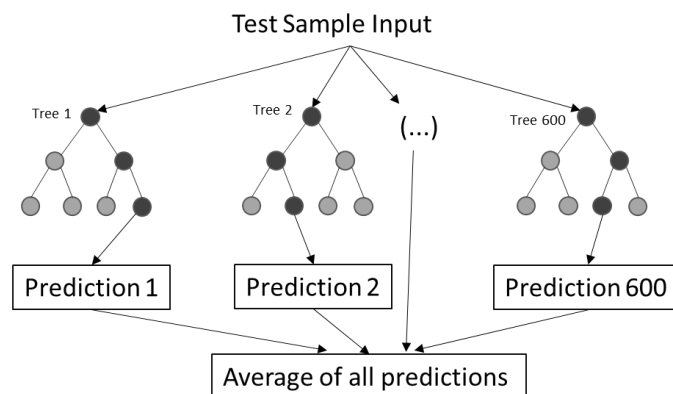 Test Sample Input
Tree 1
Tree 2
(...)
Tree 600
Prediction 1
Prediction 2
Prediction 600
Average of all predictions